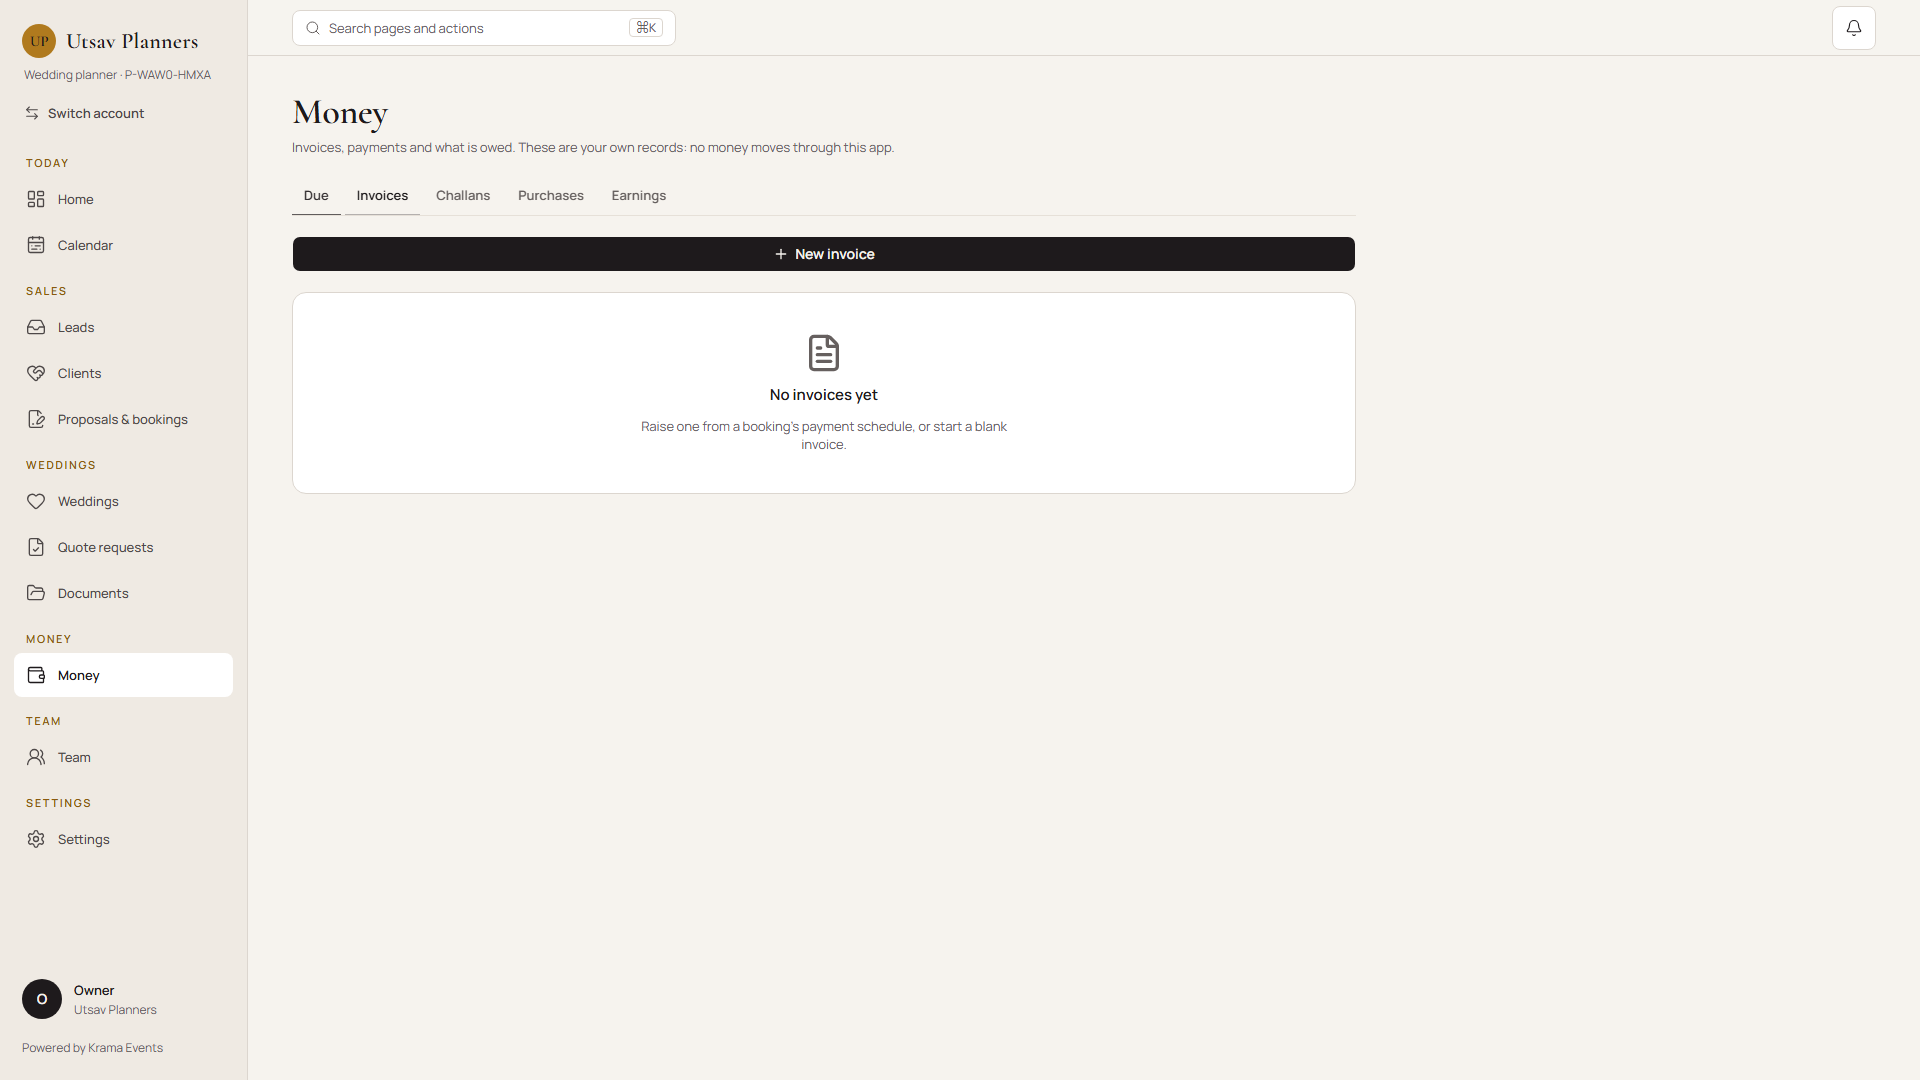 UP Utsav Planners
Wedding planner · P-WAW0-HMXA
Switch account
TODAY
Home
Calendar
SALES
Leads
Clients
Proposals & bookings
WEDDINGS
Weddings
Quote requests
Documents
MONEY
Money
TEAM
Team
SETTINGS
Settings
O
Owner
Utsav Planners
Powered by Krama Events
Search pages and actions ⌘K
Money
Invoices, payments and what is owed. These are your own records: no money moves through this app.
Due Invoices Challans Purchases Earnings
+ New invoice
No invoices yet
Raise one from a booking's payment schedule, or start a blank
invoice.